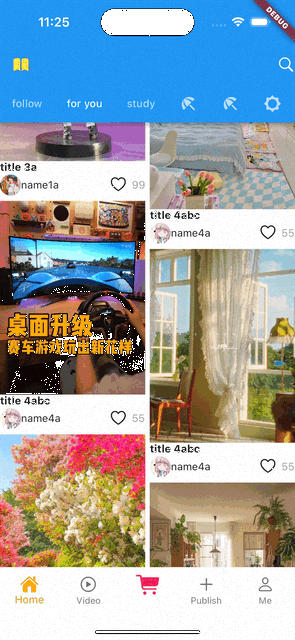 11:25
DEBUG
follow for you study
title 3a
name1a 99
title 4abc
name4a 55
桌面升级
赛车游戏玩出新花样
title 4abc
name4a 55
title 4abc
name4a 55
Home Video Publish Me